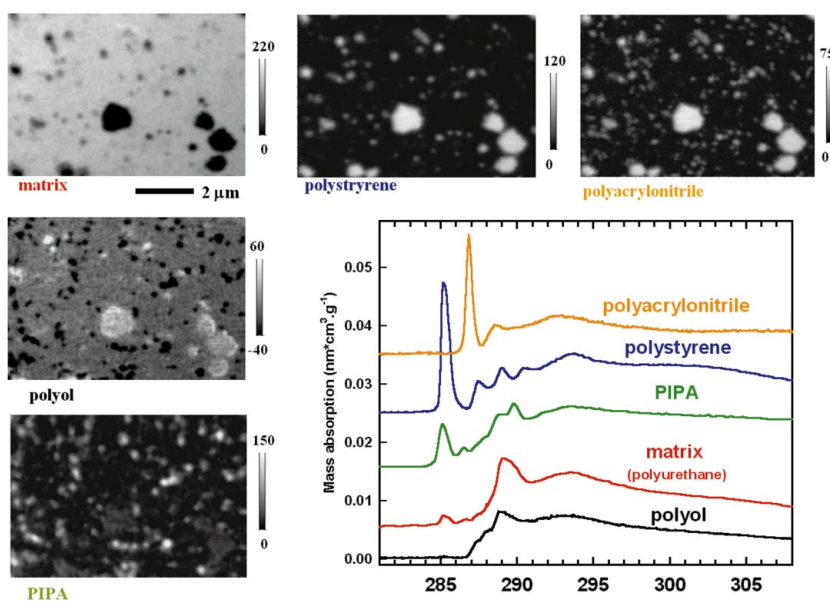 220
0
matrix
2 μm
120
0
polystryrene
75
0
polyacrylonitrile
60
-40
polyol
150
0
PIPA
Mass absorption (nm*cm³.g⁻¹)
0.05
0.04
0.03
0.02
0.01
0.00
polyacrylonitrile
polystyrene
PIPA
matrix
(polyurethane)
polyol
285 290 295 300 305